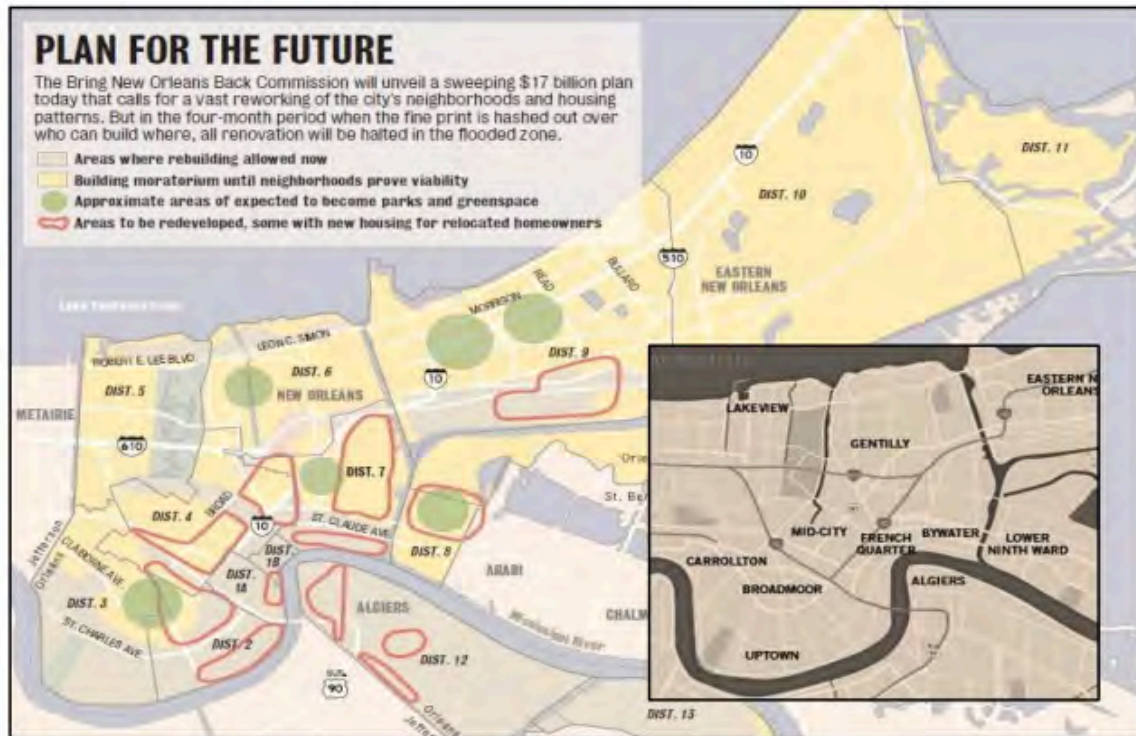 PLAN FOR THE FUTURE
The Bring New Orleans Back Commission will unveil a sweeping $17 billion plan
today that calls for a vast reworking of the city's neighborhoods and housing
patterns. But in the four-month period when the fine print is hashed out over
who can build where, all renovation will be halted in the flooded zone.
Areas where rebuilding allowed now
Building moratorium until neighborhoods prove viability
Approximate areas of expected to become parks and greenspace
Areas to be redeveloped, some with new housing for relocated homeowners
10
DIST. 11
DIST. 10
510
EASTERN
NEW ORLEANS
BULLARD
READ
MORRISON
LEON C. SIMON
ROBERT E. LEE BLVD.
DIST. 5
DIST. 6
NEW ORLEANS
DIST. 9
10
METAIRIE
610
DIST. 7
BROAD
DIST. 4
10
ST. CLAUDE AVE.
DIST. 8
St. Be
Jefferson
Orleans
CLAIBORNE AVE.
DIST.
1B
DIST.
1A
ARABI
DIST. 3
ALGIERS
CHALM
Mississippi River
ST. CHARLES AVE.
DIST. 2
DIST. 12
90
Orleans
DIST. 13
LAKEVIEW
EASTERN N
ORLEANS
GENTILLY
MID-CITY
FRENCH
QUARTER
BYWATER
LOWER
NINTH WARD
CARROLLTON
BROADMOOR
ALGIERS
UPTOWN